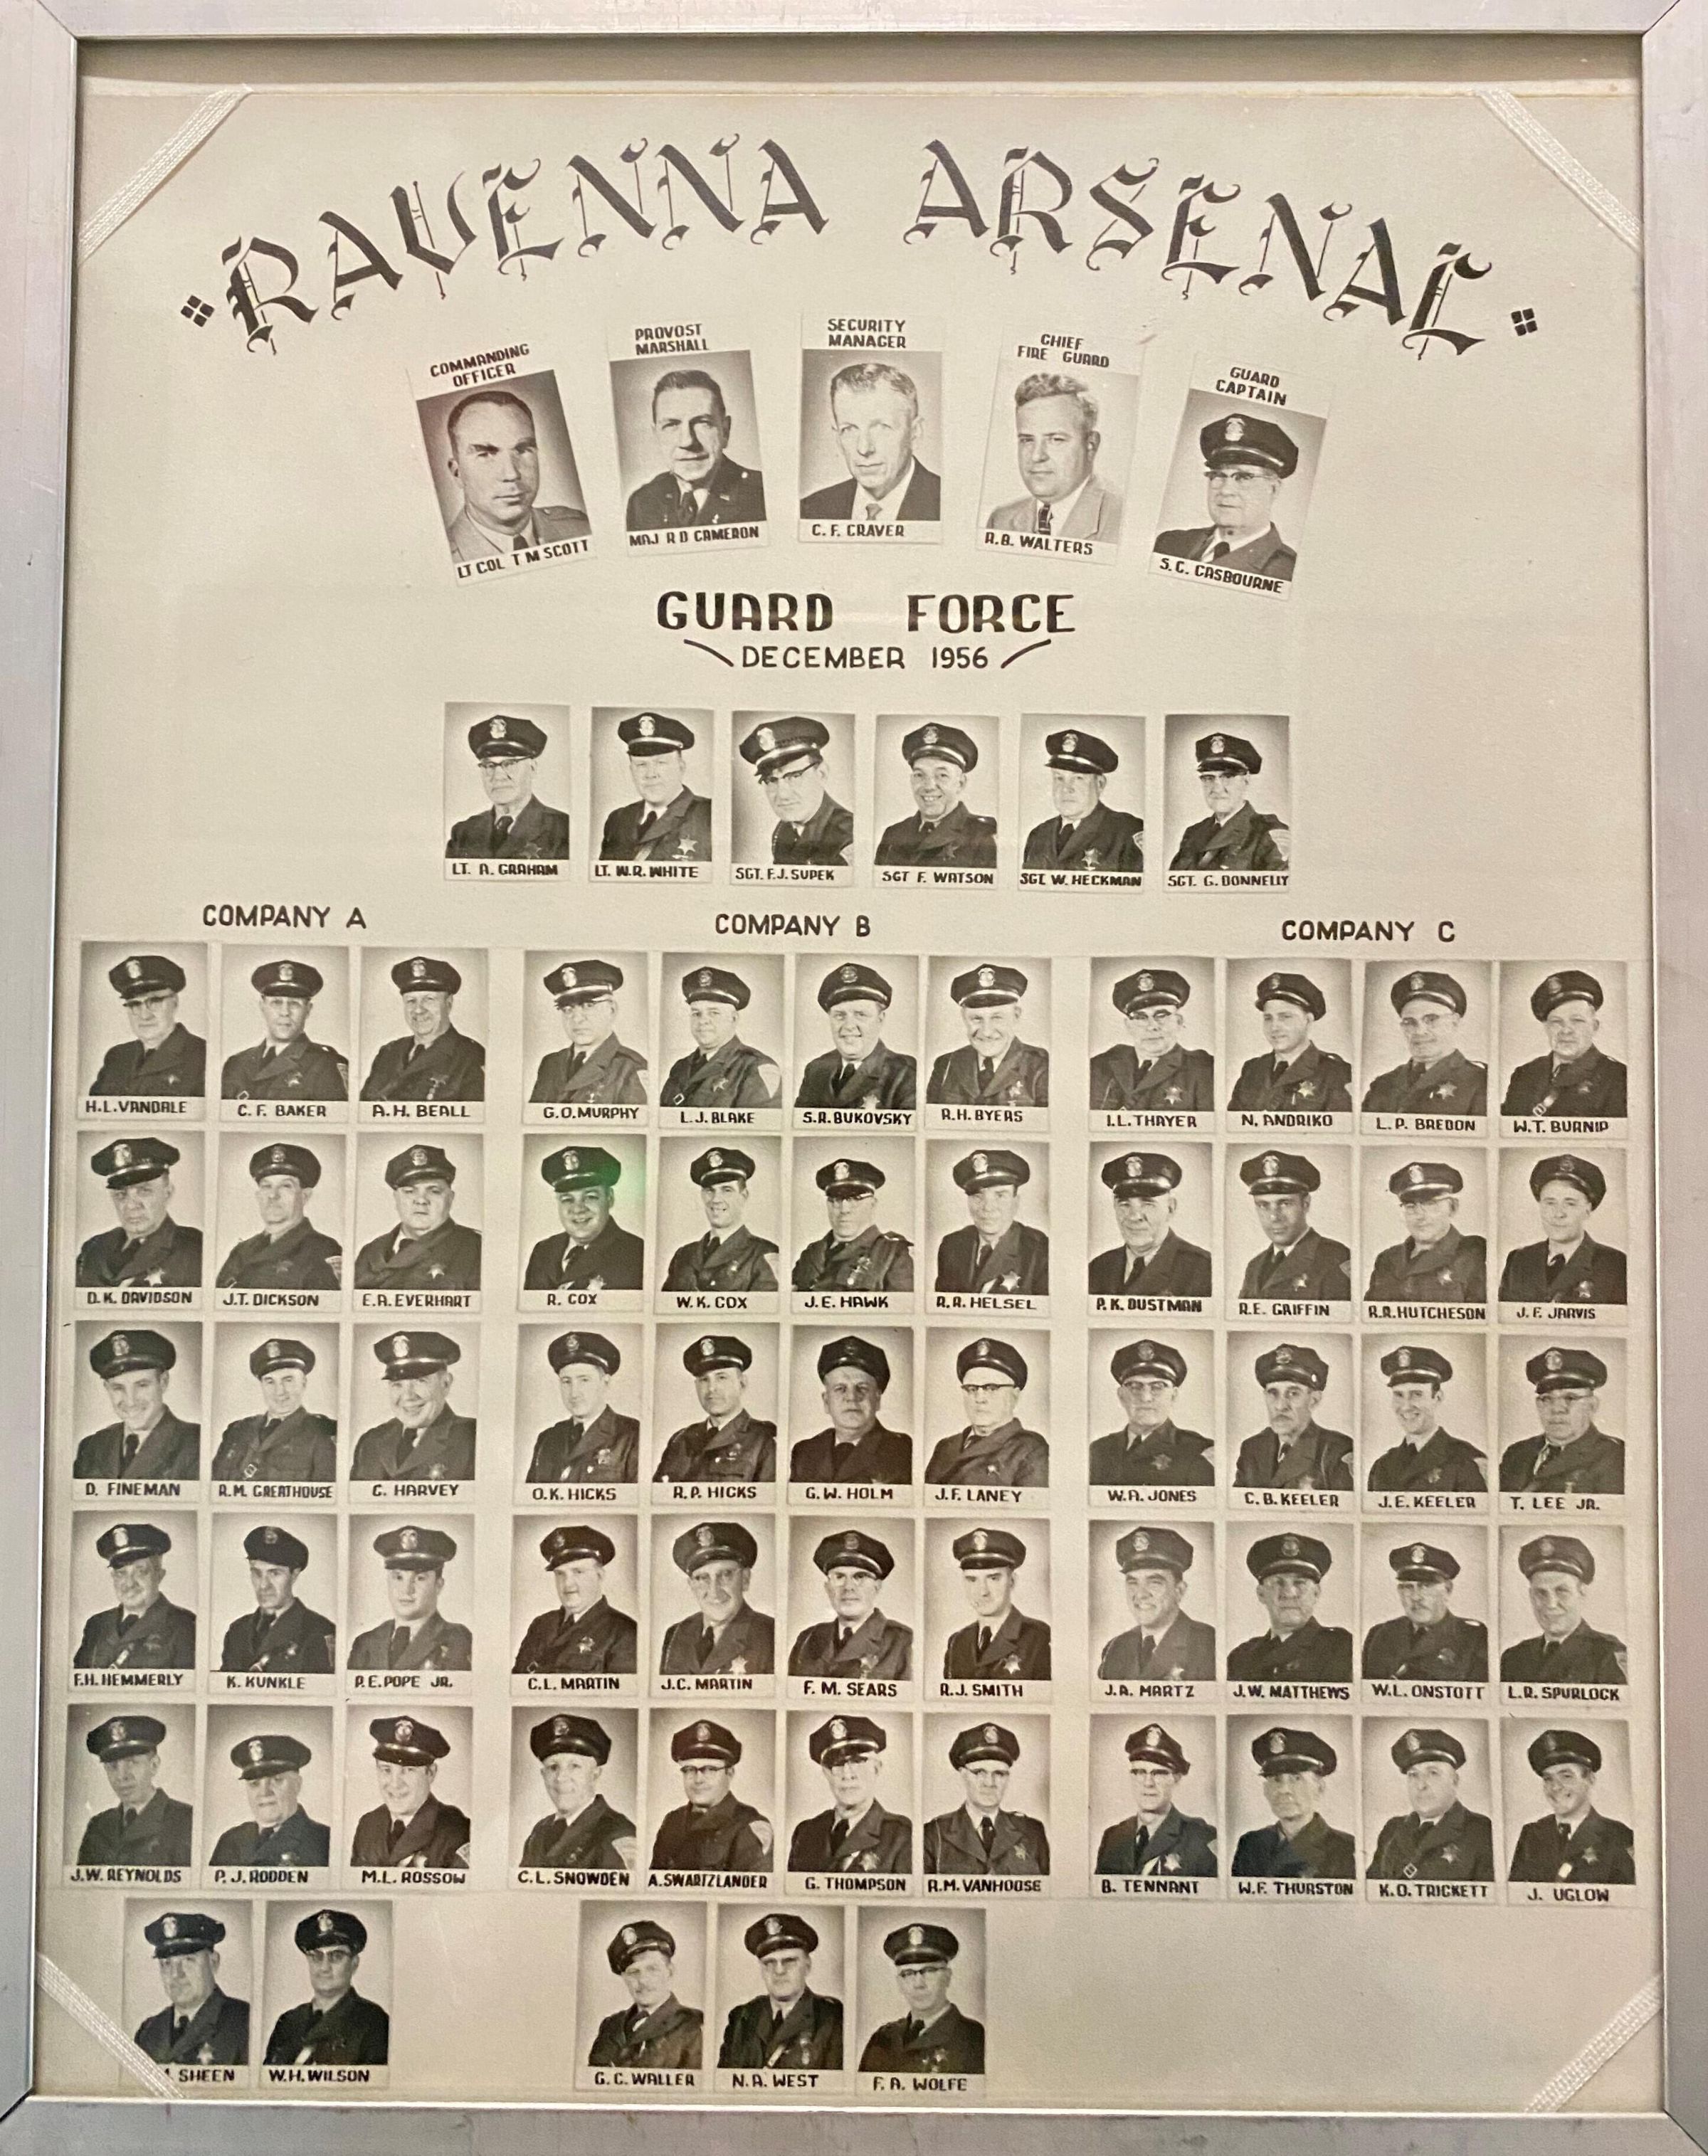 RAVENNA ARSENAL
COMMANDING
OFFICER
PROVOST
MARSHALL
SECURITY
MANAGER
CHIEF
FIRE GUARD
GUARD
CAPTAIN
LT COL T M SCOTT
MAJ R D CAMERON
C. F. CRAVER
R.B. WALTERS
S. C. CASBOURNE
GUARD FORCE
DECEMBER 1956
LT. A. GRAHAM
LT. W.R. WHITE
SGT. F.J. SUPEK
SGT F. WATSON
SGT. W. HECKMAN
SGT. G. DONNELLY
COMPANY A
H.L. VANDALE
C. F. BAKER
A. H. BEALL
D. K. DAVIDSON
J.T. DICKSON
E.A. EVERHART
D. FINEMAN
R.M. GREATHOUSE
C. HARVEY
F.H. HEMMERLY
K. KUNKLE
P.E. POPE JR.
J.W. REYNOLDS
P. J. RODDEN
M.L. ROSSOW
SHEEN
W.H. WILSON
COMPANY B
G.O. MURPHY
L.J. BLAKE
S.R. BUKOVSKY
R.H. BYERS
R. COX
W. K. COX
J. E. HAWK
R.R. HELSEL
O.K. HICKS
R.P. HICKS
G.W. HOLM
J.F. LANEY
C.L. MARTIN
J.C. MARTIN
F. M. SEARS
R.J. SMITH
C.L. SNOWDEN
A. SWARTZLANDER
G. THOMPSON
R.M. VANHOOSE
G. C. WALLER
N.A. WEST
F. A. WOLFE
COMPANY C
I.L. THAYER
N. ANDRIKO
L. P. BREDON
W.T. BURNIP
P. K. DUSTMAN
R.E. GRIFFIN
R.R. HUTCHESON
J. F. JARVIS
W.A. JONES
C. B. KEELER
J. E. KEELER
T. LEE JR.
J.A. MARTZ
J.W. MATTHEWS
W.L. ONSTOTT
L.R. SPURLOCK
B. TENNANT
W.F. THURSTON
K.O. TRICKETT
J. UGLOW